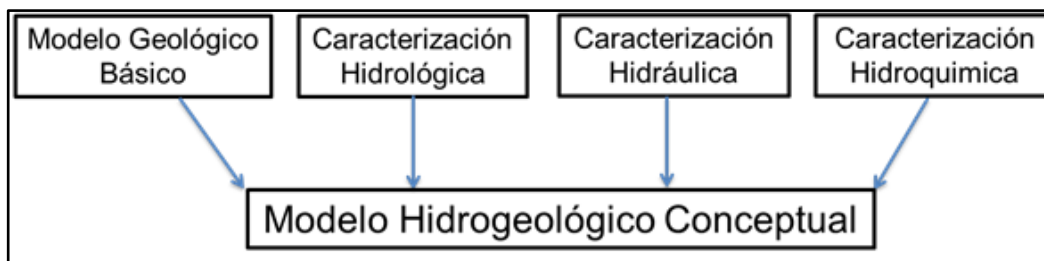 Modelo Geológico
Básico
Caracterización
Hidrológica
Caracterización
Hidráulica
Caracterización
Hidroquimica
Modelo Hidrogeológico Conceptual